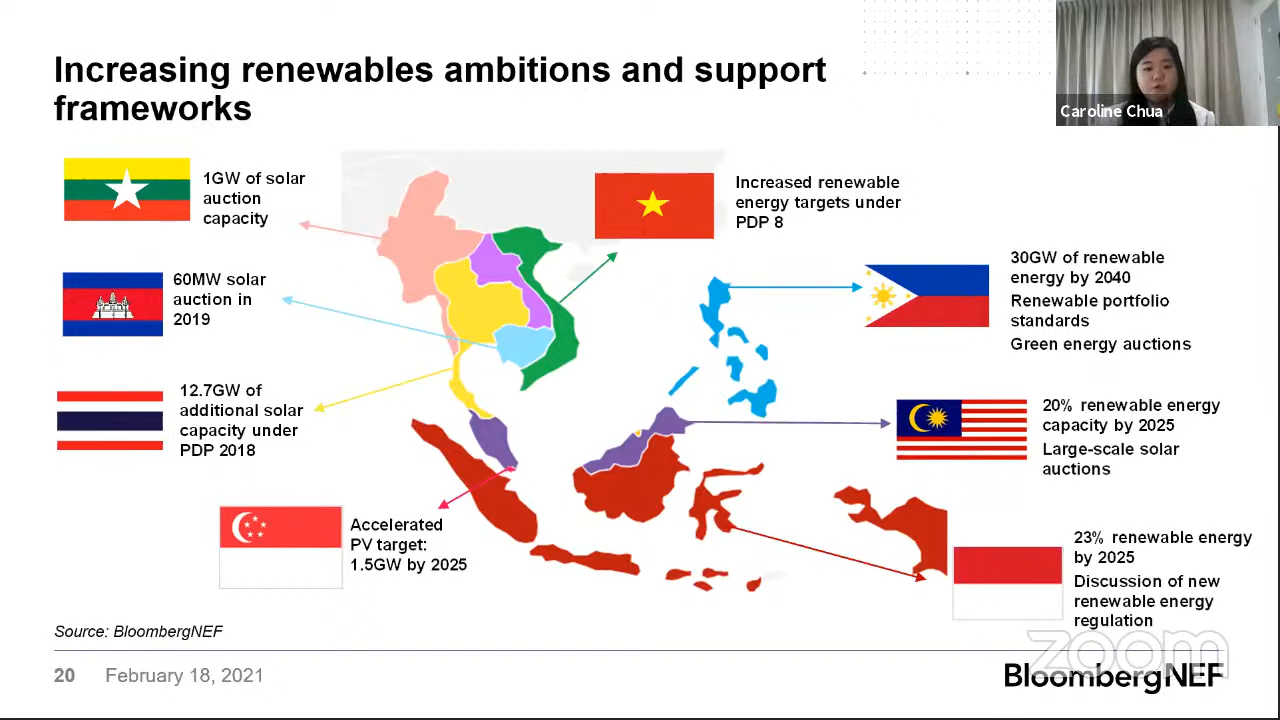 Increasing renewables ambitions and support
frameworks
Caroline Chua
1GW of solar
auction
capacity
Increased renewable
energy targets under
PDP 8
60MW solar
auction in
2019
30GW of renewable
energy by 2040
Renewable portfolio
standards
Green energy auctions
12.7GW of
additional solar
capacity under
PDP 2018
20% renewable energy
capacity by 2025
Large-scale solar
auctions
Accelerated
PV target:
1.5GW by 2025
23% renewable energy
by 2025
Discussion of new
renewable energy
regulation
Source: BloombergNEF
zoom
20 February 18, 2021
BloombergNEF